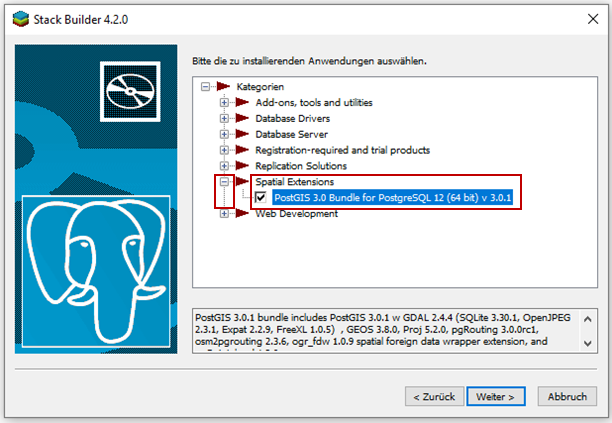 Stack Builder 4.2.0
Bitte die zu installierenden Anwendungen auswählen.
Kategorien
Add-ons, tools and utilities
Database Drivers
Database Server
Registration-required and trial products
Replication Solutions
Spatial Extensions
PostGIS 3.0 Bundle for PostgreSQL 12 (64 bit) v 3.0.1
Web Development
PostGIS 3.0.1 bundle includes PostGIS 3.0.1 w GDAL 2.4.4 (SQLite 3.30.1, OpenJPEG
2.3.1, Expat 2.2.9, FreeXL 1.0.5) , GEOS 3.8.0, Proj 5.2.0, pgRouting 3.0.0rc1,
osm2pgrouting 2.3.6, ogr_fdw 1.0.9 spatial foreign data wrapper extension, and
< Zurück
Weiter >
Abbruch